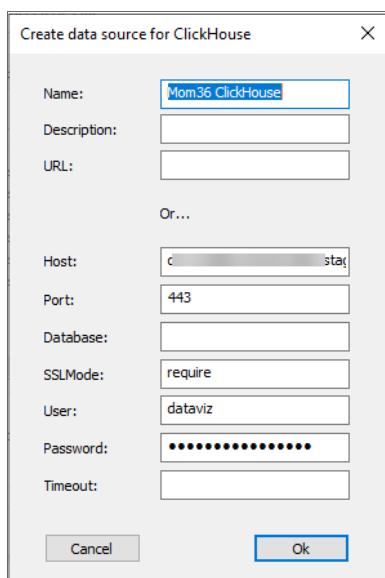 Create data source for ClickHouse
Name: Mom36 ClickHouse
Description:
URL:
Or...
Host:
Port: 443
Database:
SSLMode: require
User: dataviz
Password: ●●●●●●●●●●●●●●●●
Timeout:
Cancel Ok